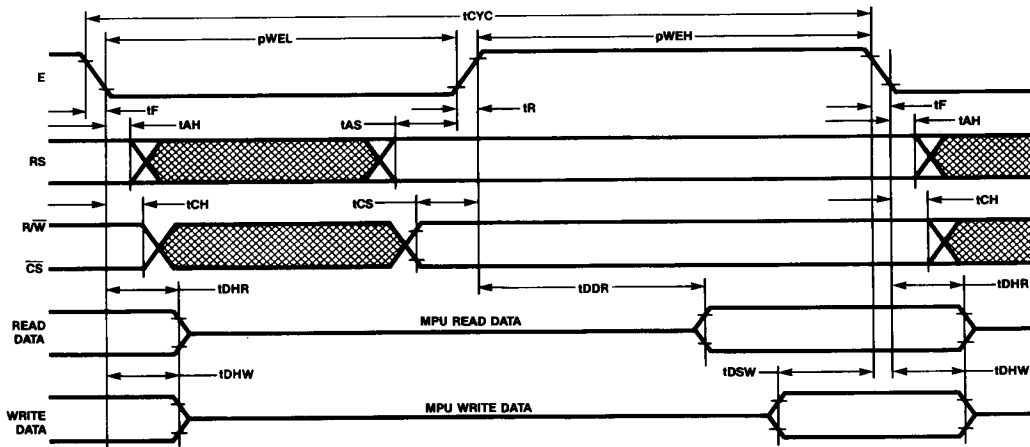 tCYC
pWEL pWEH
E
tF tR tF
tAH tAS tAH
RS
tCH tCS tCH
R/W̅
C̅S̅
tDHR tDDR tDHR
READ DATA MPU READ DATA
tDHW tDSW tDHW
WRITE DATA MPU WRITE DATA